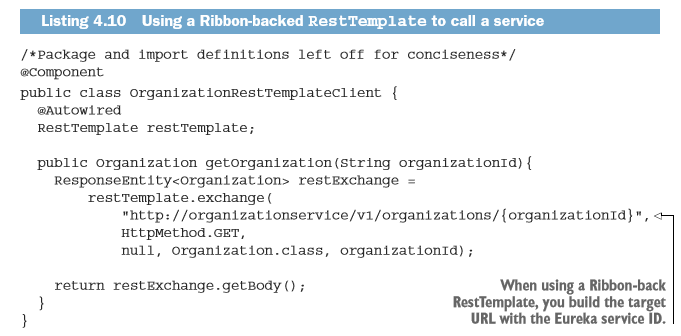 Listing 4.10 Using a Ribbon-backed RestTemplate to call a service
/*Package and import definitions left off for conciseness*/
@Component
public class OrganizationRestTemplateClient {
@Autowired
RestTemplate restTemplate;
public Organization getOrganization(String organizationId){
ResponseEntity<Organization> restExchange =
restTemplate.exchange(
"http://organizationservice/v1/organizations/{organizationId}",
HttpMethod.GET,
null, Organization.class, organizationId);
return restExchange.getBody();
}
}
When using a Ribbon-back
RestTemplate, you build the target
URL with the Eureka service ID.